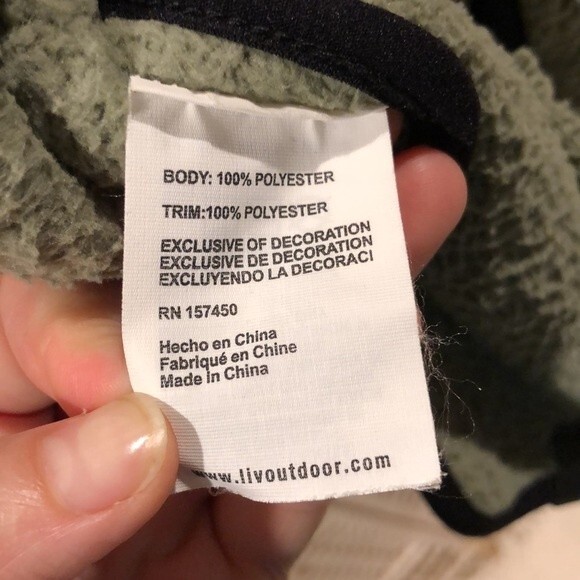 BODY: 100% POLYESTER
TRIM:100% POLYESTER
EXCLUSIVE OF DECORATION
EXCLUSIVE DE DECORATION
EXCLUYENDO LA DECORACI
RN 157450
Hecho en China
Fabriqué en Chine
Made in China
www.livoutdoor.com